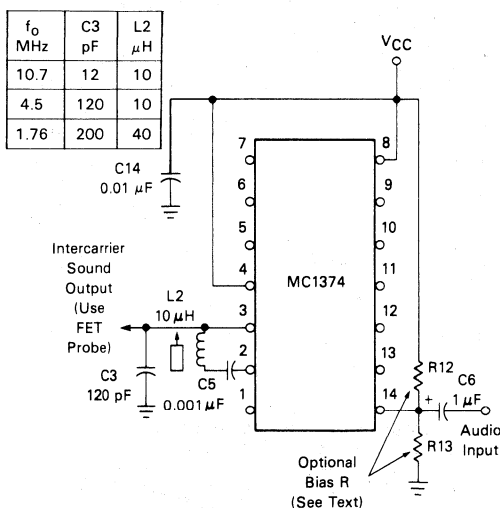 fo MHz C3 pF L2 μH
10.7 12 10
4.5 120 10
1.76 200 40
VCC
C14
0.01 μF
7
6
5
4
3
2
1
8
9
10
11
12
13
14
MC1374
Intercarrier
Sound
Output
(Use
FET
Probe)
L2
10 μH
C3
120 pF
C5
0.001 μF
R12
C6
+
1 μF
Audio
Input
R13
Optional
Bias R
(See Text)